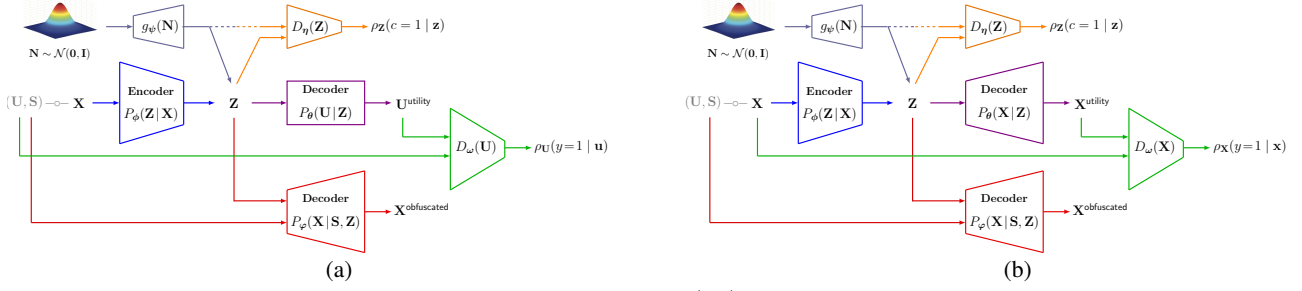 g_ψ(N)
D_η(Z)
ρ_Z(c = 1 | z)
N ∼ 𝒩(0, I)
Encoder
P_ϕ(Z | X)
Decoder
P_θ(U | Z)
(U, S) –o– X
Z
U^utility
D_ω(U)
ρ_U(y = 1 | u)
Decoder
P_φ(X | S, Z)
X^obfuscated
(a)
g_ψ(N)
D_η(Z)
ρ_Z(c = 1 | z)
N ∼ 𝒩(0, I)
Encoder
P_ϕ(Z | X)
Decoder
P_θ(X | Z)
(U, S) –o– X
Z
X^utility
D_ω(X)
ρ_X(y = 1 | x)
Decoder
P_φ(X | S, Z)
X^obfuscated
(b)